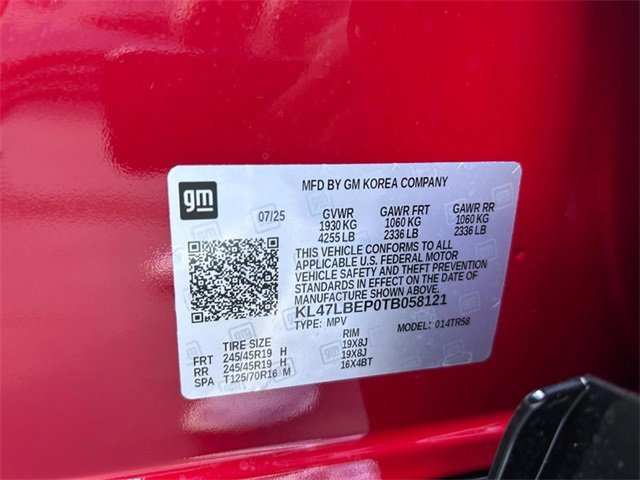 gm
MFD BY GM KOREA COMPANY
07/25
GVWR GAWR FRT GAWR RR
1930 KG 1060 KG 1060 KG
4255 LB 2336 LB 2336 LB
THIS VEHICLE CONFORMS TO ALL
APPLICABLE U.S. FEDERAL MOTOR
VEHICLE SAFETY AND THEFT PREVENTION
STANDARDS IN EFFECT ON THE DATE OF
MANUFACTURE SHOWN ABOVE.
KL47LBEP0TB058121
TYPE: MPV MODEL: 014TR58
TIRE SIZE RIM
FRT 245/45R19 H 19X8J
RR 245/45R19 H 19X8J
SPA T125/70R16 M 16X4BT